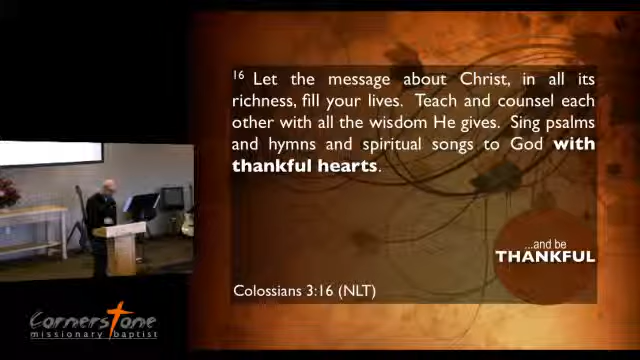 16 Let the message about Christ, in all its
richness, fill your lives. Teach and counsel each
other with all the wisdom He gives. Sing psalms
and hymns and spiritual songs to God with
thankful hearts.
...and be
THANKFUL
Colossians 3:16 (NLT)
Cornerstone
missionary baptist